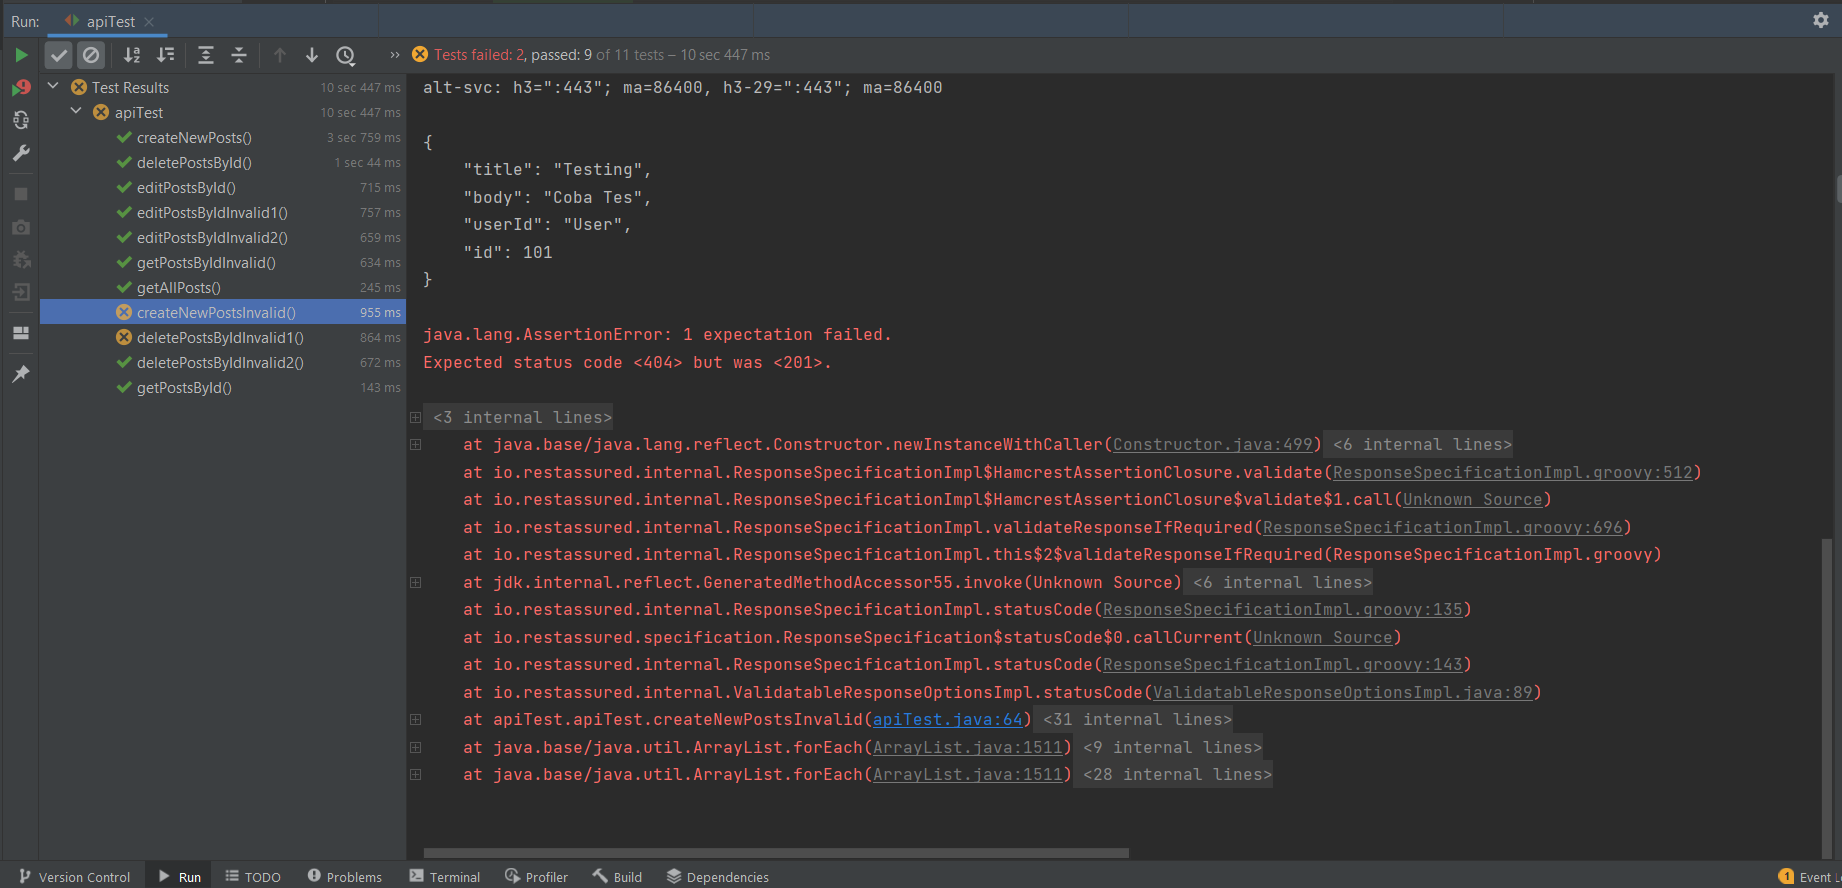 Run: apiTest
Tests failed: 2, passed: 9 of 11 tests – 10 sec 447 ms
Test Results 10 sec 447 ms
apiTest 10 sec 447 ms
createNewPosts() 3 sec 759 ms
deletePostsById() 1 sec 44 ms
editPostsById() 715 ms
editPostsByIdInvalid1() 757 ms
editPostsByIdInvalid2() 659 ms
getPostsByIdInvalid() 634 ms
getAllPosts() 245 ms
createNewPostsInvalid() 955 ms
deletePostsByIdInvalid1() 864 ms
deletePostsByIdInvalid2() 672 ms
getPostsById() 143 ms
alt-svc: h3=":443"; ma=86400, h3-29=":443"; ma=86400
{
"title": "Testing",
"body": "Coba Tes",
"userId": "User",
"id": 101
}
java.lang.AssertionError: 1 expectation failed.
Expected status code <404> but was <201>.
<3 internal lines>
at java.base/java.lang.reflect.Constructor.newInstanceWithCaller(Constructor.java:499) <6 internal lines>
at io.restassured.internal.ResponseSpecificationImpl$HamcrestAssertionClosure.validate(ResponseSpecificationImpl.groovy:512)
at io.restassured.internal.ResponseSpecificationImpl$HamcrestAssertionClosure$validate$1.call(Unknown Source)
at io.restassured.internal.ResponseSpecificationImpl.validateResponseIfRequired(ResponseSpecificationImpl.groovy:696)
at io.restassured.internal.ResponseSpecificationImpl.this$2$validateResponseIfRequired(ResponseSpecificationImpl.groovy)
at jdk.internal.reflect.GeneratedMethodAccessor55.invoke(Unknown Source) <6 internal lines>
at io.restassured.internal.ResponseSpecificationImpl.statusCode(ResponseSpecificationImpl.groovy:135)
at io.restassured.specification.ResponseSpecification$statusCode$0.callCurrent(Unknown Source)
at io.restassured.internal.ResponseSpecificationImpl.statusCode(ResponseSpecificationImpl.groovy:143)
at io.restassured.internal.ValidatableResponseOptionsImpl.statusCode(ValidatableResponseOptionsImpl.java:89)
at apiTest.apiTest.createNewPostsInvalid(apiTest.java:64) <31 internal lines>
at java.base/java.util.ArrayList.forEach(ArrayList.java:1511) <9 internal lines>
at java.base/java.util.ArrayList.forEach(ArrayList.java:1511) <28 internal lines>
Version Control Run TODO Problems Terminal Profiler Build Dependencies 1 Event